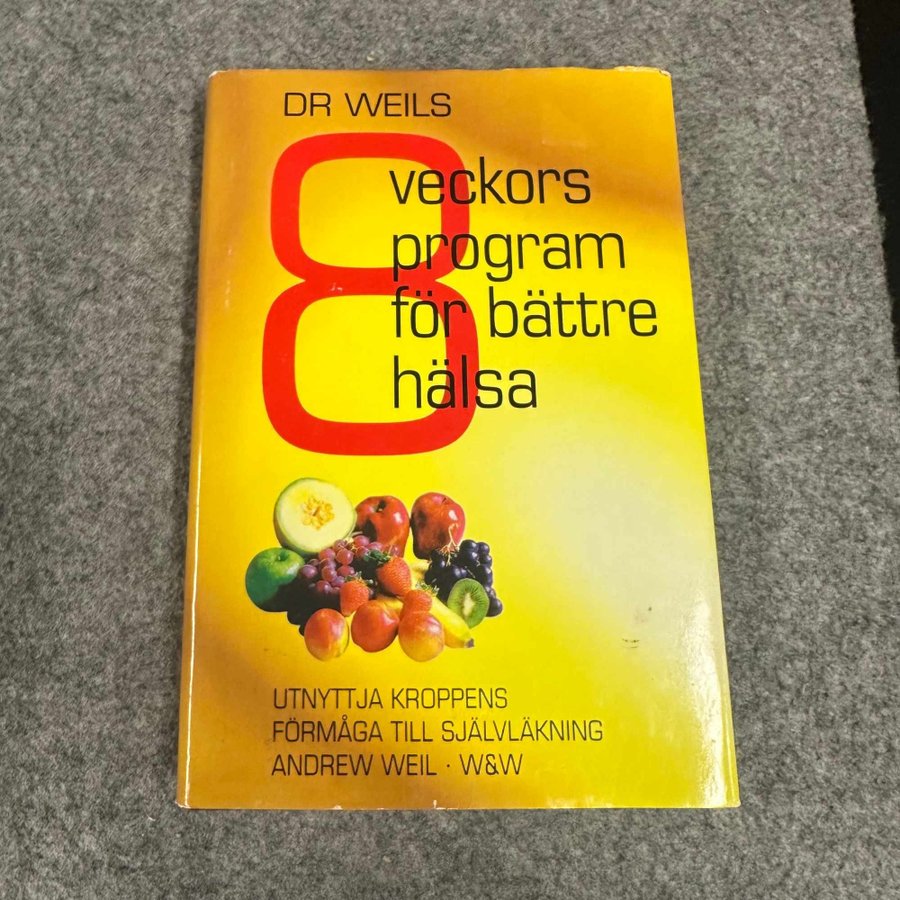 DR WEILS
8 veckors
program
för bättre
hälsa
UTNYTTJA KROPPENS
FÖRMÅGA TILL SJÄLVLÄKNING
ANDREW WEIL · W&W